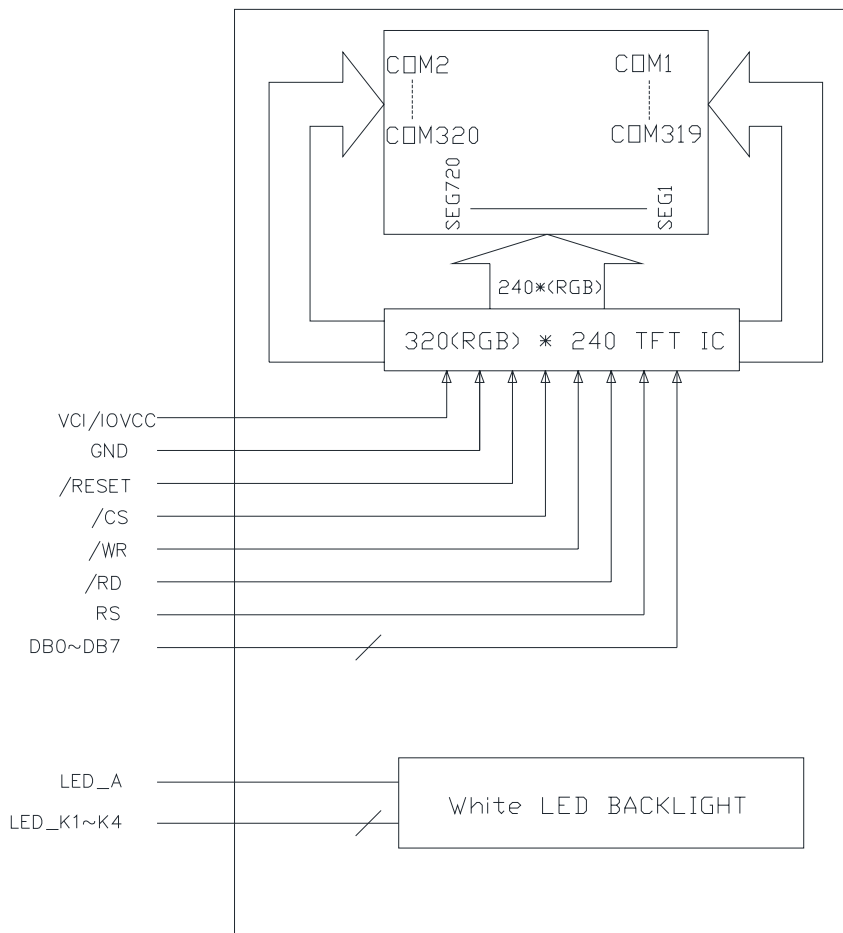 COM2
COM1
COM320
COM319
SEG720
SEG1
240*(RGB)
320(RGB) * 240 TFT IC
VCI/IOVCC
GND
/RESET
/CS
/WR
/RD
RS
DB0~DB7
LED_A
White LED BACKLIGHT
LED_K1~K4